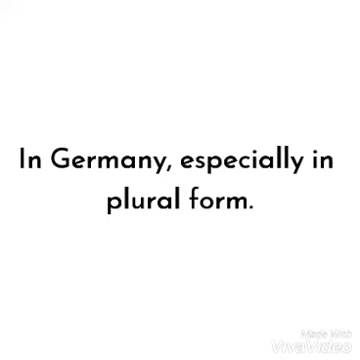 In Germany, especially in
plural form.
Made With
VivaVideo